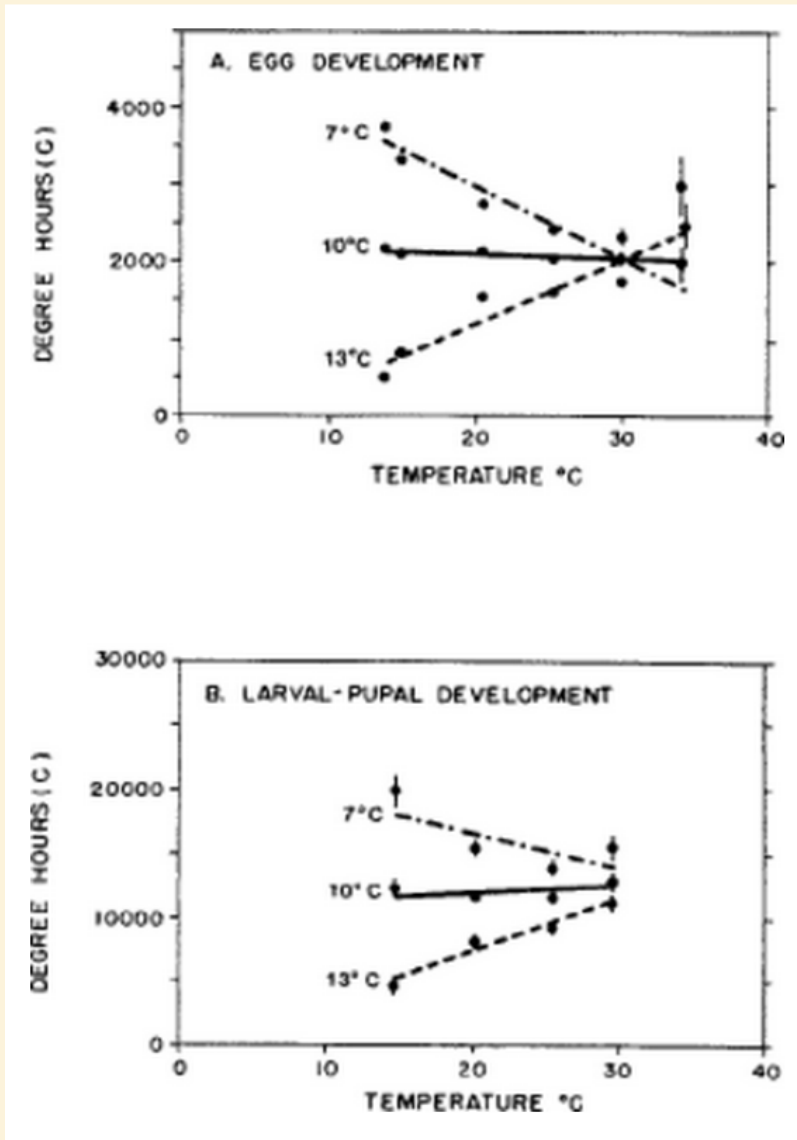 A. EGG DEVELOPMENT
DEGREE HOURS (C)
4000
2000
0
7°C
10°C
13°C
0 10 20 30 40
TEMPERATURE °C
B. LARVAL-PUPAL DEVELOPMENT
DEGREE HOURS (C)
30000
20000
10000
0
7°C
10°C
13°C
0 10 20 30 40
TEMPERATURE °C